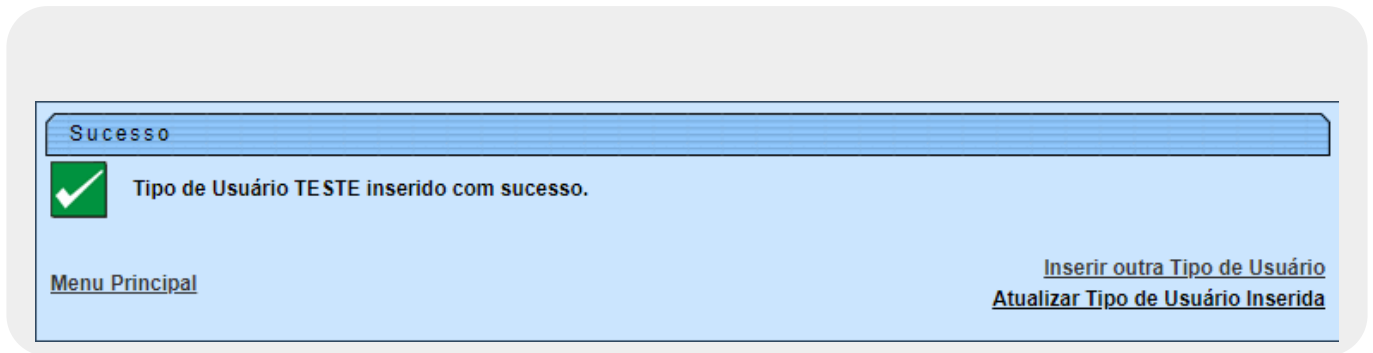 Sucesso
Tipo de Usuário TESTE inserido com sucesso.
Menu Principal
Inserir outra Tipo de Usuário
Atualizar Tipo de Usuário Inserida